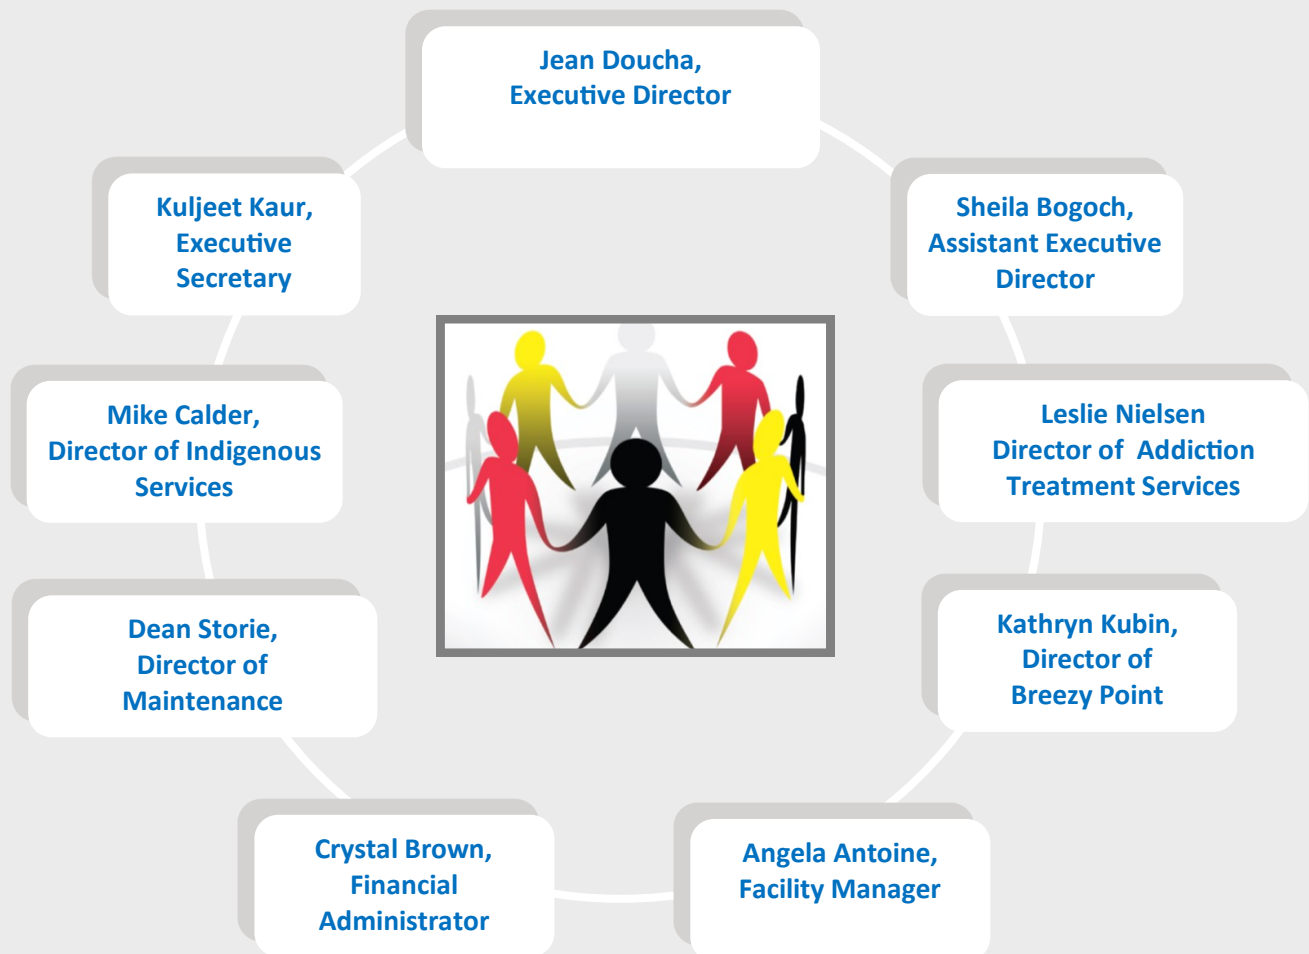 Jean Doucha,
Executive Director
Kuljeet Kaur,
Executive
Secretary
Sheila Bogoch,
Assistant Executive
Director
Mike Calder,
Director of Indigenous
Services
Leslie Nielsen
Director of  Addiction
Treatment Services
Dean Storie,
Director of
Maintenance
Kathryn Kubin,
Director of
Breezy Point
Crystal Brown,
Financial
Administrator
Angela Antoine,
Facility Manager